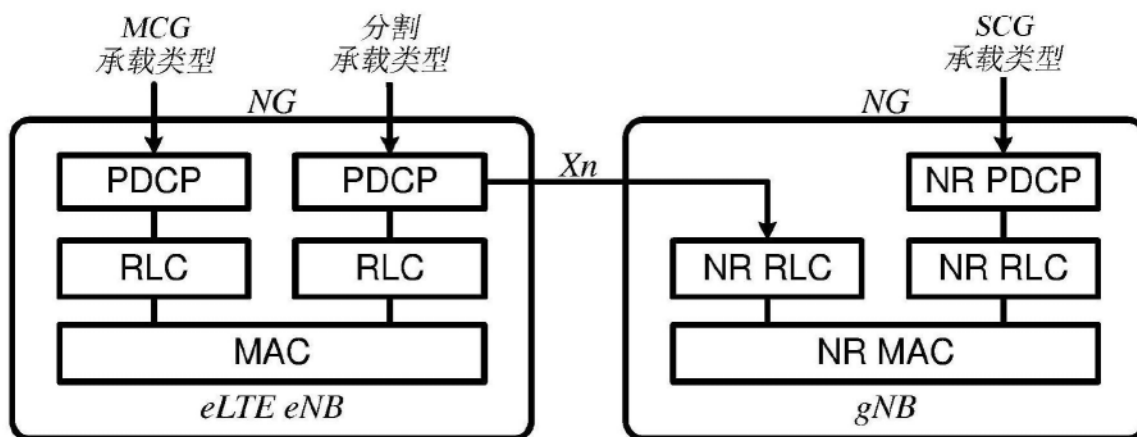 MCG
承载类型
分割
承载类型
SCG
承载类型
NG
NG
PDCP
PDCP
Xn
NR PDCP
RLC
RLC
NR RLC
NR RLC
MAC
NR MAC
eLTE eNB
gNB